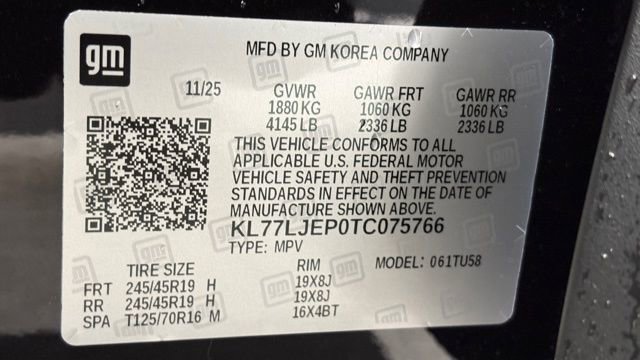 gm
MFD BY GM KOREA COMPANY
11/25 GVWR GAWR FRT GAWR RR
1880 KG 1060 KG 1060 KG
4145 LB 2336 LB 2336 LB
THIS VEHICLE CONFORMS TO ALL
APPLICABLE U.S. FEDERAL MOTOR
VEHICLE SAFETY AND THEFT PREVENTION
STANDARDS IN EFFECT ON THE DATE OF
MANUFACTURE SHOWN ABOVE.
KL77LJEP0TC075766
TYPE: MPV MODEL: 061TU58
TIRE SIZE RIM
FRT 245/45R19 H 19X8J
RR 245/45R19 H 19X8J
SPA T125/70R16 M 16X4BT